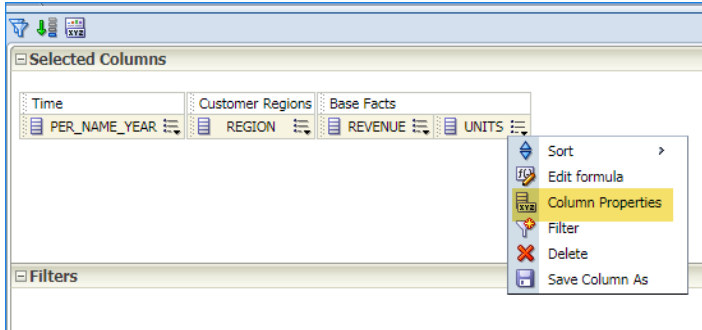 Selected Columns
Time Customer Regions Base Facts
PER_NAME_YEAR REGION REVENUE UNITS
Sort
Edit formula
Column Properties
Filter
Delete
Save Column As
Filters